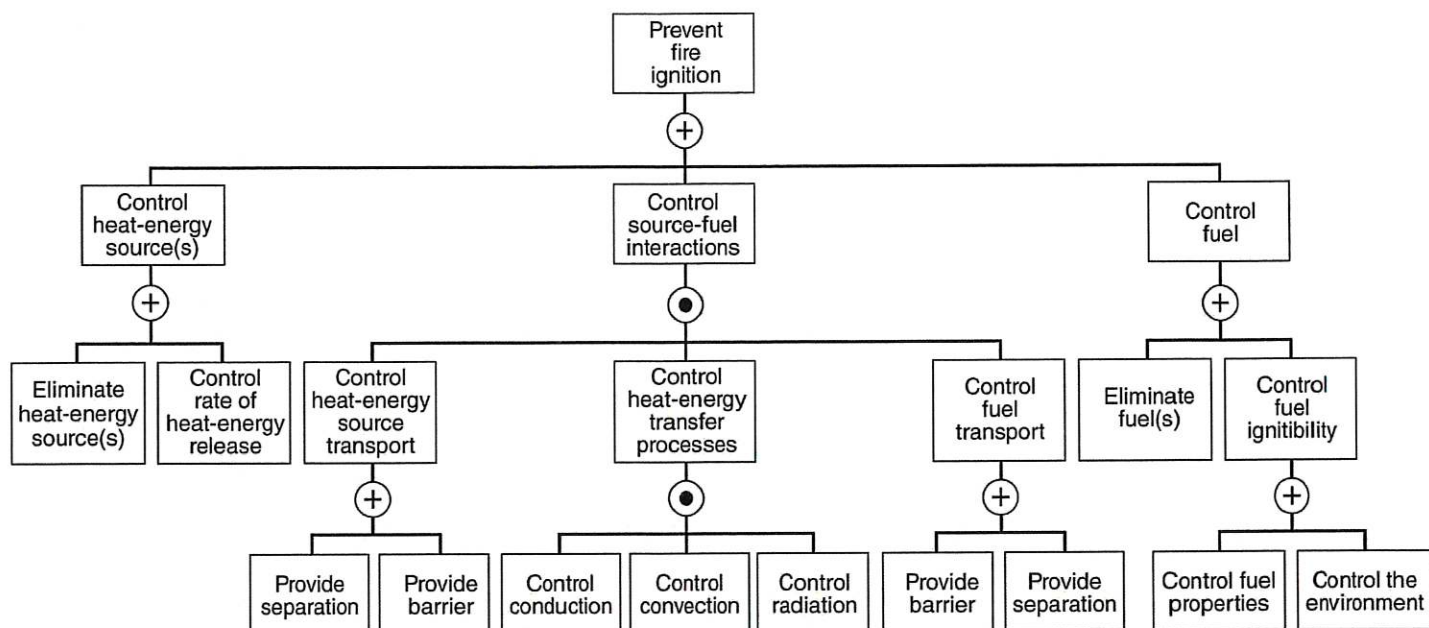 Prevent
fire
ignition
+
Control
heat-energy
source(s)
Control
source-fuel
interactions
Control
fuel
+
+
Eliminate
heat-energy
source(s)
Control
rate of
heat-energy
release
Control
heat-energy
source
transport
Control
heat-energy
transfer
processes
Control
fuel
transport
Eliminate
fuel(s)
Control
fuel
ignitibility
+
+
+
Provide
separation
Provide
barrier
Control
conduction
Control
convection
Control
radiation
Provide
barrier
Provide
separation
Control fuel
properties
Control the
environment